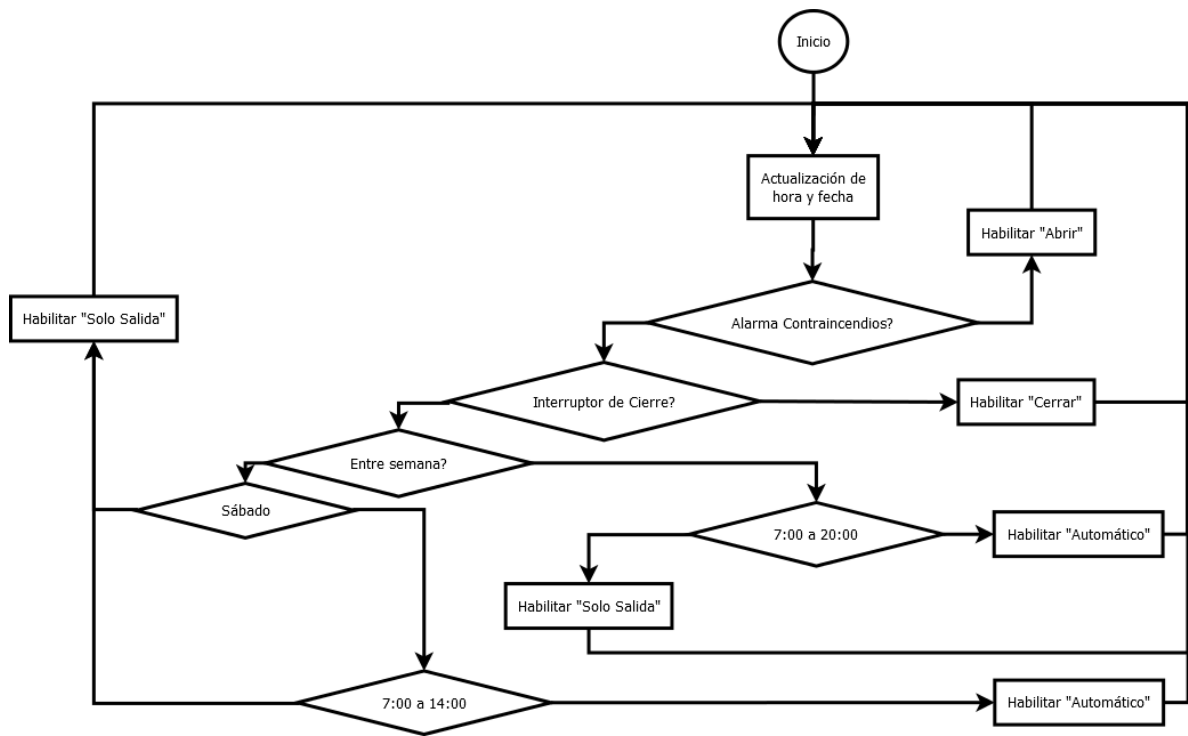 Inicio
Actualización de
hora y fecha
Habilitar "Abrir"
Habilitar "Solo Salida"
Alarma Contraincendios?
Interruptor de Cierre?
Habilitar "Cerrar"
Entre semana?
Sábado
7:00 a 20:00
Habilitar "Automático"
Habilitar "Solo Salida"
7:00 a 14:00
Habilitar "Automático"